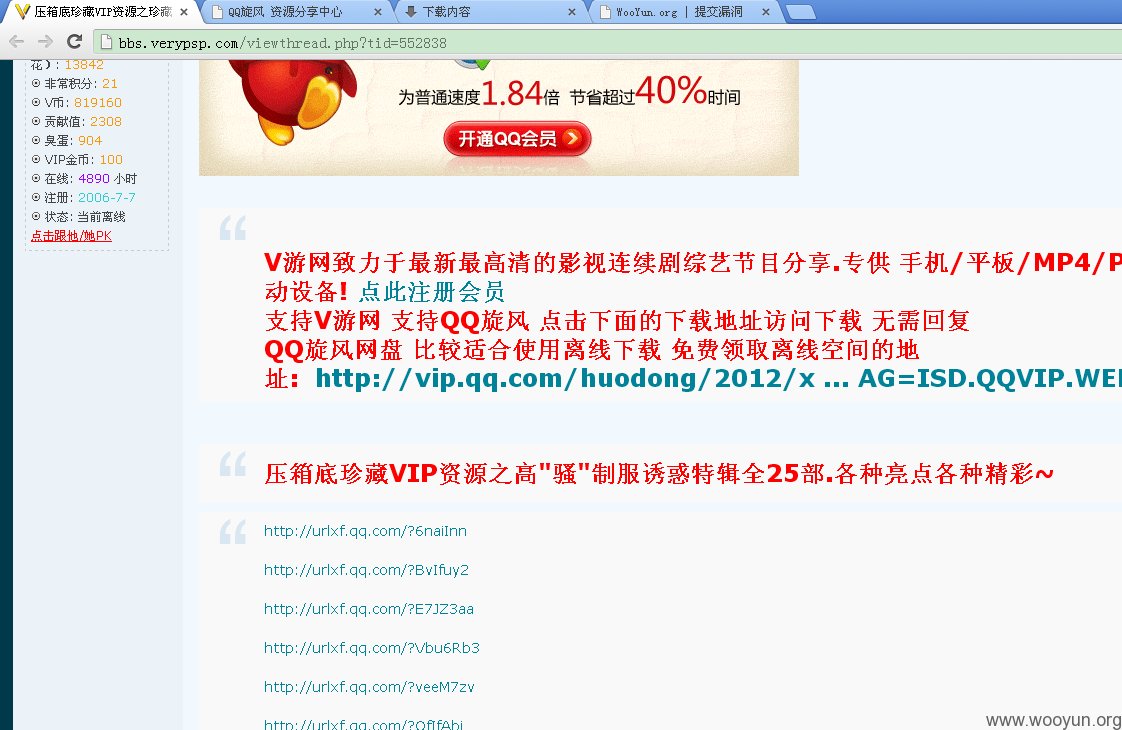 压箱底珍藏VIP资源之珍藏
QQ旋风 资源分享中心
下载内容
WooYun.org | 提交漏洞
bbs.verypsp.com/viewthread.php?tid=552838
花）: 13842
非常积分: 21
V币: 819160
贡献值: 2308
臭蛋: 904
VIP金币: 100
在线: 4890 小时
注册: 2006-7-7
状态: 当前离线
点击跟他/她PK
为普通速度1.84倍 节省超过40%时间
开通QQ会员
V游网致力于最新最高清的影视连续剧综艺节目分享.专供 手机/平板/MP4/P
动设备! 点此注册会员
支持V游网 支持QQ旋风 点击下面的下载地址访问下载 无需回复
QQ旋风网盘 比较适合使用离线下载 免费领取离线空间的地
址: http://vip.qq.com/huodong/2012/x ... AG=ISD.QQVIP.WEI
压箱底珍藏VIP资源之高"骚"制服诱惑特辑全25部.各种亮点各种精彩~
http://urlxf.qq.com/?6naiInn
http://urlxf.qq.com/?BvIfuy2
http://urlxf.qq.com/?E7JZ3aa
http://urlxf.qq.com/?Vbu6Rb3
http://urlxf.qq.com/?veeM7zv
http://urlxf.qq.com/?QfIfAbj
www.wooyun.org